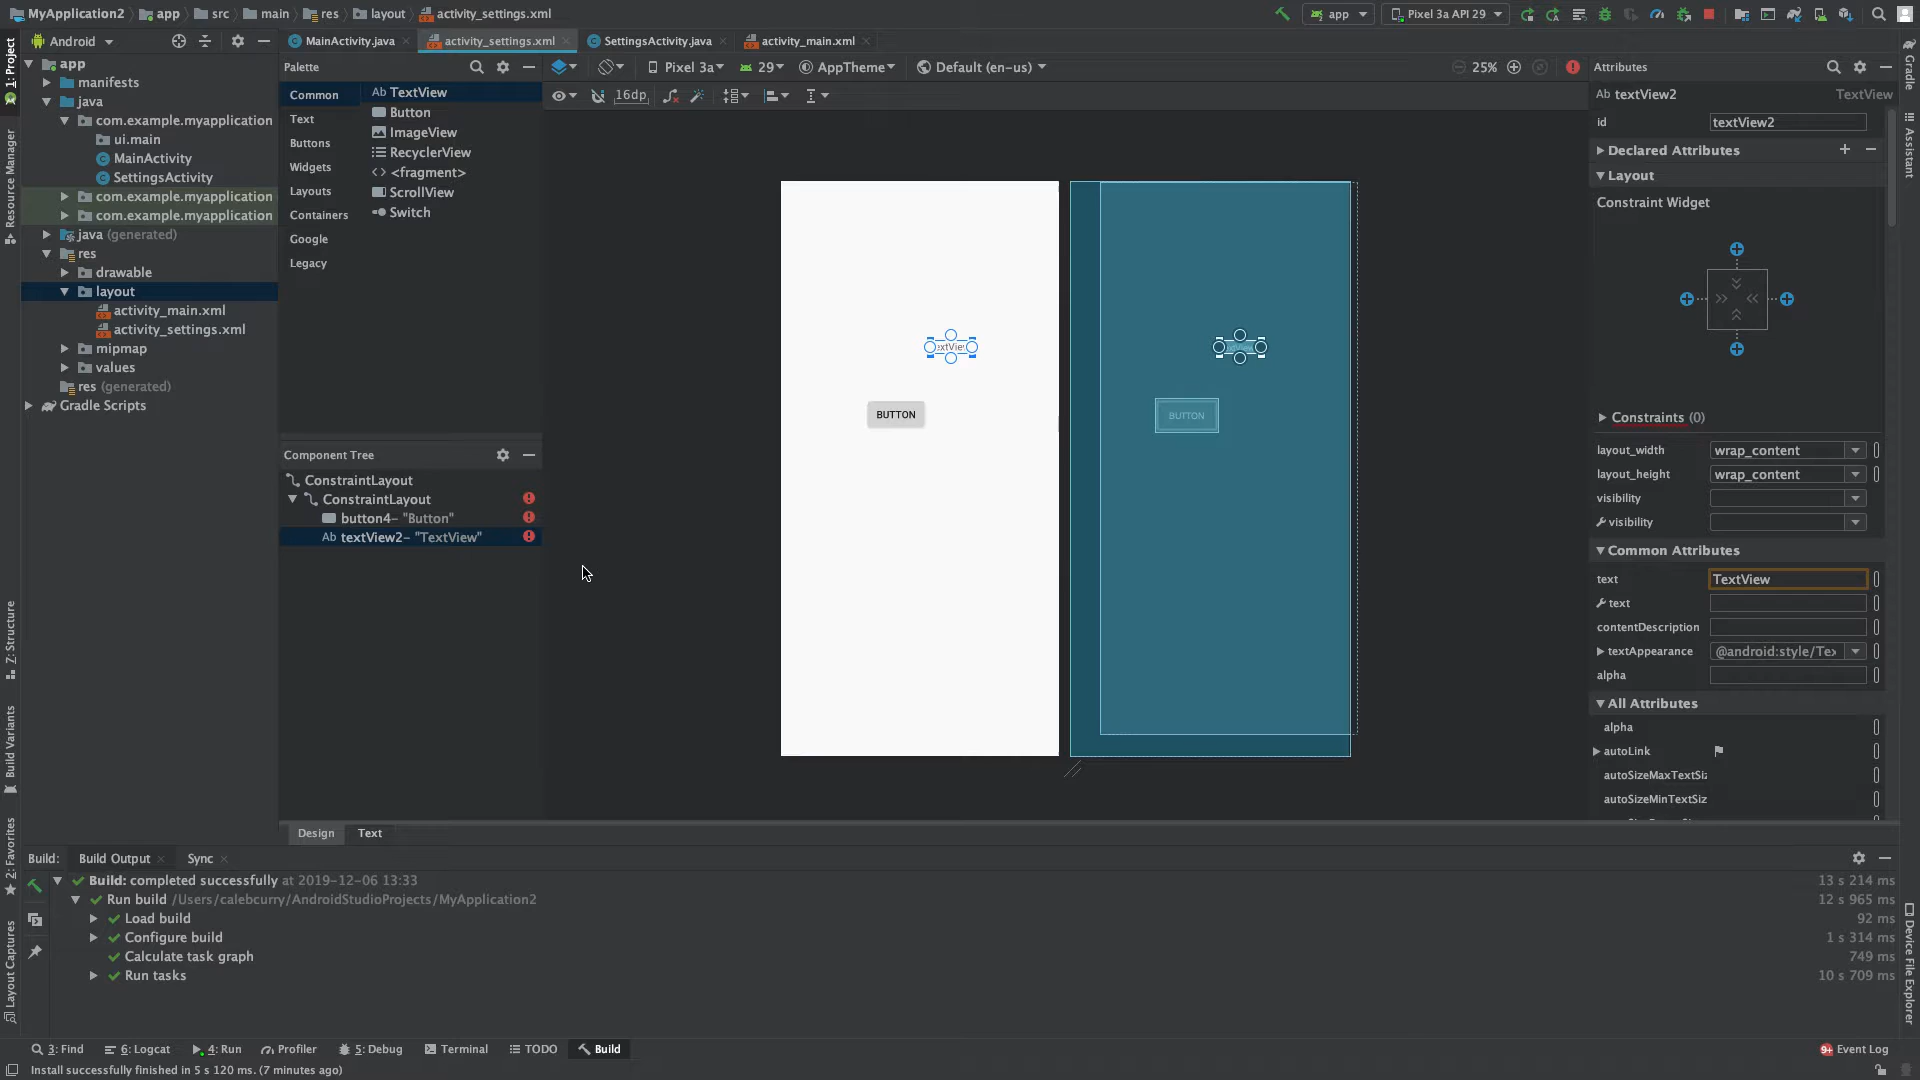 MyApplication2 app src main res layout activity_settings.xml
app Pixel 3a API 29
Android
MainActivity.java activity_settings.xml SettingsActivity.java activity_main.xml
1: Project
Resource Manager
Z: Structure
Build Variants
2: Favorites
Layout Captures
app
manifests
java
com.example.myapplication
ui.main
MainActivity
SettingsActivity
com.example.myapplication
com.example.myapplication
java (generated)
res
drawable
layout
activity_main.xml
activity_settings.xml
mipmap
values
res (generated)
Gradle Scripts
Palette
Common
Text
Buttons
Widgets
Layouts
Containers
Google
Legacy
Ab TextView
Button
ImageView
RecyclerView
<fragment>
ScrollView
Switch
Component Tree
ConstraintLayout
ConstraintLayout
button4- "Button"
Ab textView2- "TextView"
Pixel 3a 29 AppTheme Default (en-us) 25%
16dp
BUTTON
BUTTON
Design Text
Attributes
Ab textView2 TextView
id textView2
Declared Attributes
Layout
Constraint Widget
Constraints (0)
layout_width wrap_content
layout_height wrap_content
visibility
visibility
Common Attributes
text TextView
text
contentDescription
textAppearance @android:style/Tex
alpha
All Attributes
alpha
autoLink
autoSizeMaxTextSiz
autoSizeMinTextSiz
Gradle
Assistant
Device File Explorer
Build: Build Output Sync
Build: completed successfully at 2019-12-06 13:33 13 s 214 ms
Run build /Users/calebcurry/AndroidStudioProjects/MyApplication2 12 s 965 ms
Load build 92 ms
Configure build 1 s 314 ms
Calculate task graph 749 ms
Run tasks 10 s 709 ms
3: Find 6: Logcat 4: Run Profiler 5: Debug Terminal TODO Build 9+ Event Log
Install successfully finished in 5 s 120 ms. (7 minutes ago)